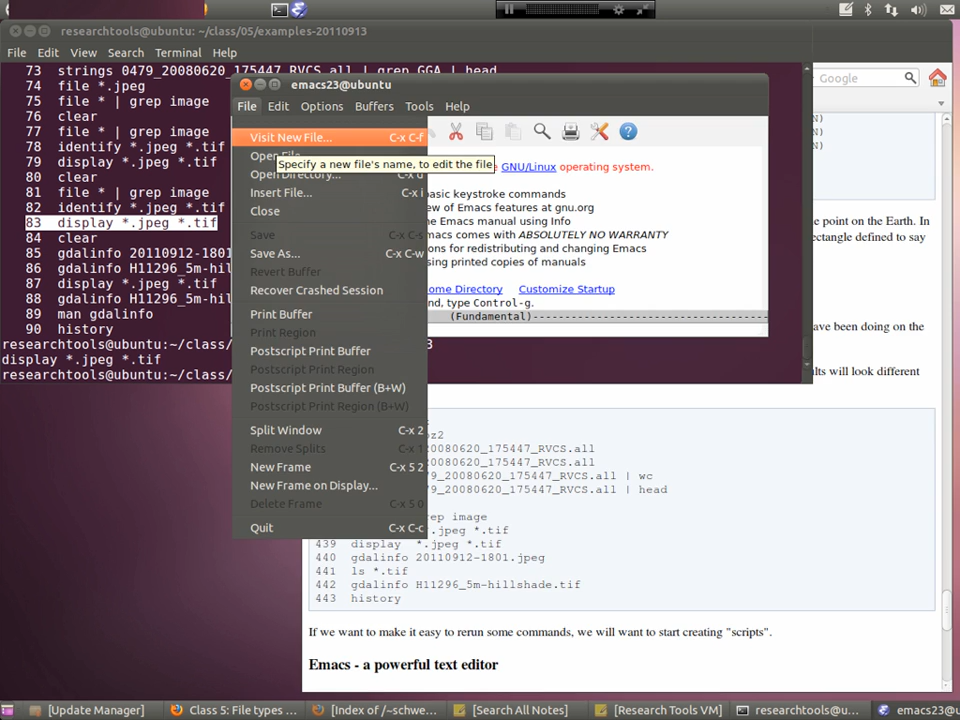 researchtools@ubuntu: ~/class/05/examples-20110913
File Edit View Search Terminal Help
73 strings 0479_20080620_175447_RVCS.all | grep GGA | head
74 file *.jpeg
75 file * | grep image
76 clear
77 file * | grep image
78 identify *.jpeg *.tif
79 display *.jpeg *.tif
80 clear
81 file * | grep image
82 identify *.jpeg *.tif
83 display *.jpeg *.tif
84 clear
85 gdalinfo 20110912-1801
86 gdalinfo H11296_5m-hill
87 display *.jpeg *.tif
88 gdalinfo H11296_5m-hill
89 man gdalinfo
90 history
researchtools@ubuntu:~/class/ 3
display *.jpeg *.tif
researchtools@ubuntu:~/class/
emacs23@ubuntu
File Edit Options Buffers Tools Help
Visit New File... C-x C-f
Open File...
Specify a new file's name, to edit the file
Open Directory... C-x d
Insert File... C-x i
Close
Save C-x C-s
Save As... C-x C-w
Revert Buffer
Recover Crashed Session
Print Buffer
Print Region
Postscript Print Buffer
Postscript Print Region
Postscript Print Buffer (B+W)
Postscript Print Region (B+W)
Split Window C-x 2
Remove Splits C-x 1
New Frame C-x 5 2
New Frame on Display...
Delete Frame C-x 5 0
Quit C-x C-c
GNU/Linux operating system.
basic keystroke commands
ew of Emacs features at gnu.org
he Emacs manual using Info
macs comes with ABSOLUTELY NO WARRANTY
ons for redistributing and changing Emacs
sing printed copies of manuals
ome Directory Customize Startup
nd, type Control-g.
(Fundamental)
Google
N)
)
)
e point on the Earth. In
ectangle defined to say
ave been doing on the
ults will look different
oz2
20080620_175447_RVCS.all
20080620_175447_RVCS.all
79_20080620_175447_RVCS.all | wc
79_20080620_175447_RVCS.all | head
rep image
.jpeg *.tif
439 display *.jpeg *.tif
440 gdalinfo 20110912-1801.jpeg
441 ls *.tif
442 gdalinfo H11296_5m-hillshade.tif
443 history
If we want to make it easy to rerun some commands, we will want to start creating "scripts".
Emacs - a powerful text editor
[Update Manager]
Class 5: File types ...
[Index of /~schwe...
[Search All Notes]
[Research Tools VM]
researchtools@u...
emacs23@u